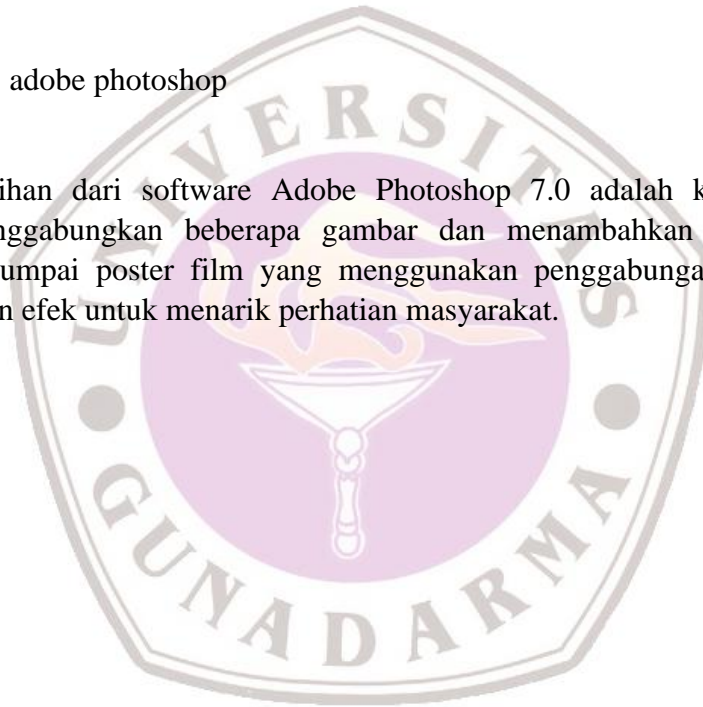 adobe photoshop
ihan dari software Adobe Photoshop 7.0 adalah k
nggabungkan beberapa gambar dan menambahkan
umpai poster film yang menggunakan penggabunga
n efek untuk menarik perhatian masyarakat.
UNIVERSITAS
GUNADARMA